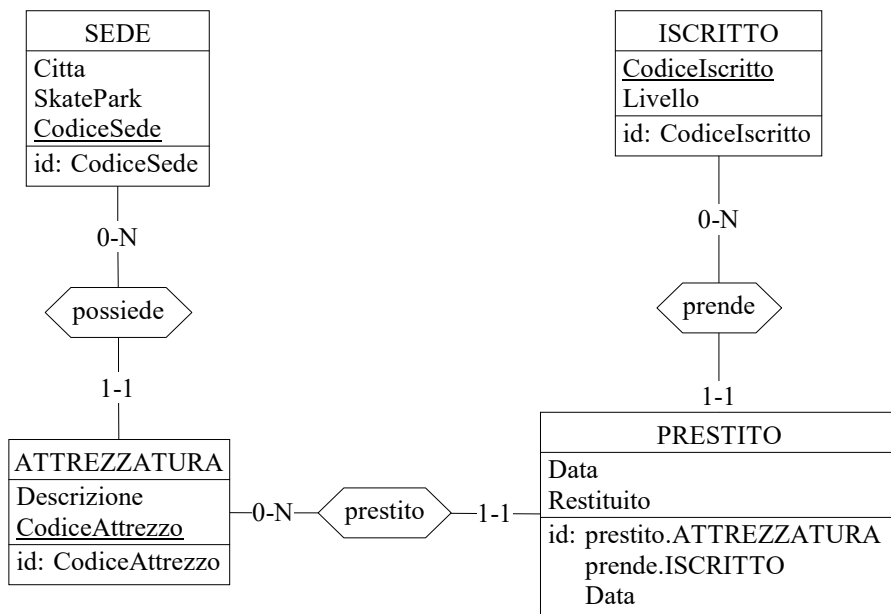 SEDE
Citta
SkatePark
CodiceSede
id: CodiceSede
ISCRITTO
CodiceIscritto
Livello
id: CodiceIscritto
0-N
0-N
possiede
prende
1-1
1-1
ATTREZZATURA
Descrizione
CodiceAttrezzo
id: CodiceAttrezzo
0-N
prestito
1-1
PRESTITO
Data
Restituito
id: prestito.ATTREZZATURA
prende.ISCRITTO
Data